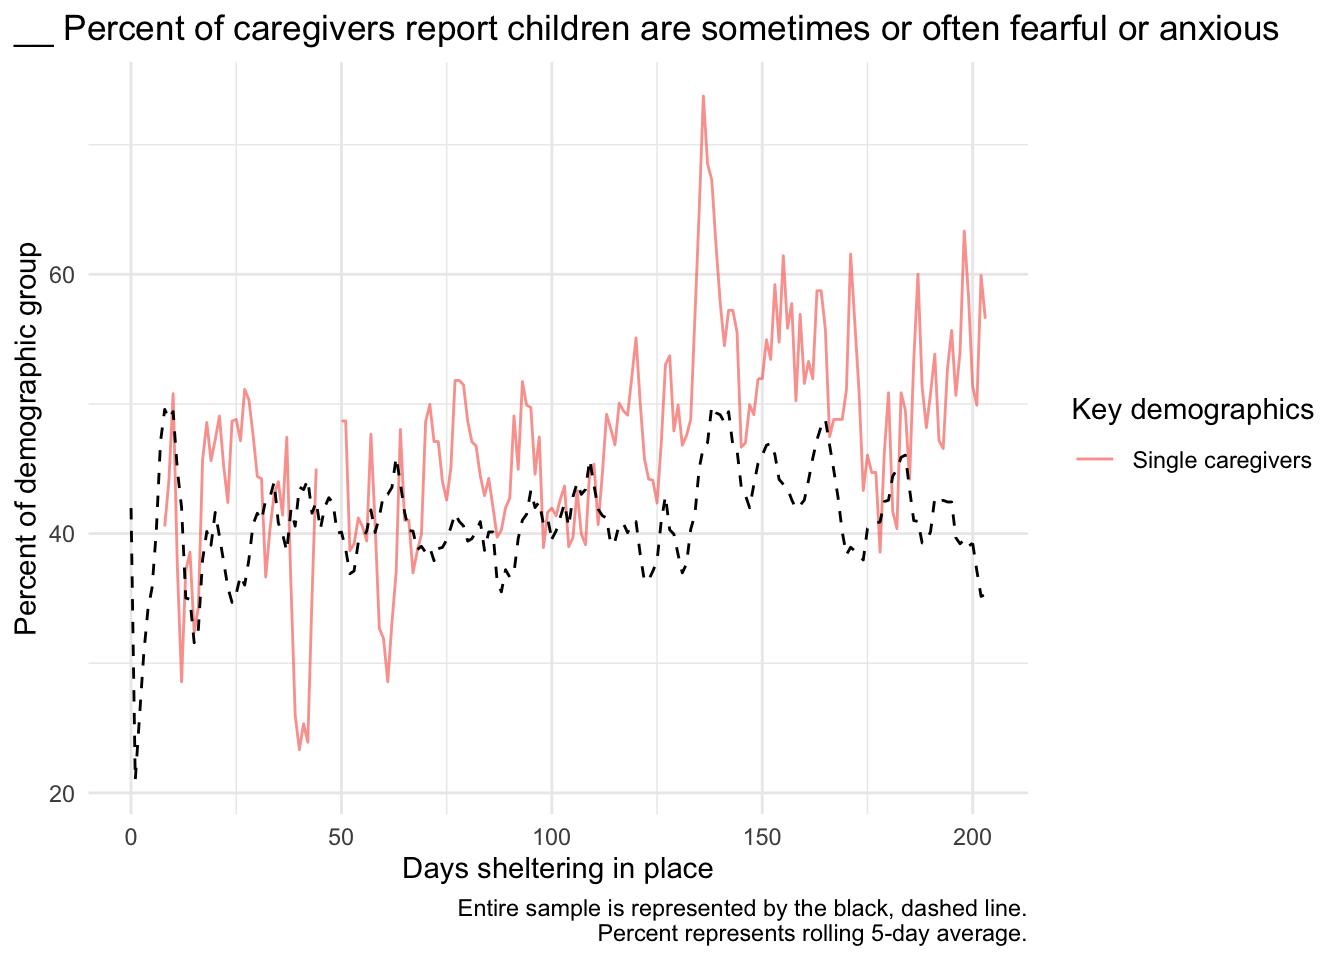 __ Percent of caregivers report children are sometimes or often fearful or anxious
Percent of demographic group
60
40
20
0
50
100
150
200
Days sheltering in place
Key demographics
Single caregivers
Entire sample is represented by the black, dashed line.
Percent represents rolling 5-day average.